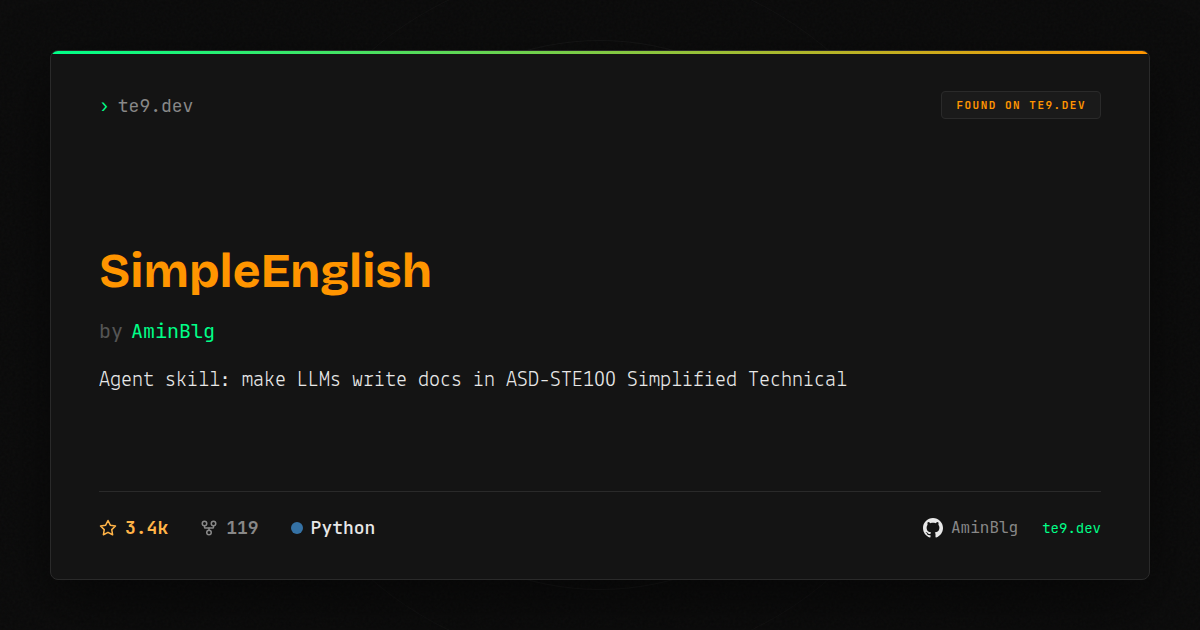 › te9.dev
FOUND ON TE9.DEV
SimpleEnglish
by AminBlg
Agent skill: make LLMs write docs in ASD-STE100 Simplified Technical
3.4k 119 Python
AminBlg te9.dev